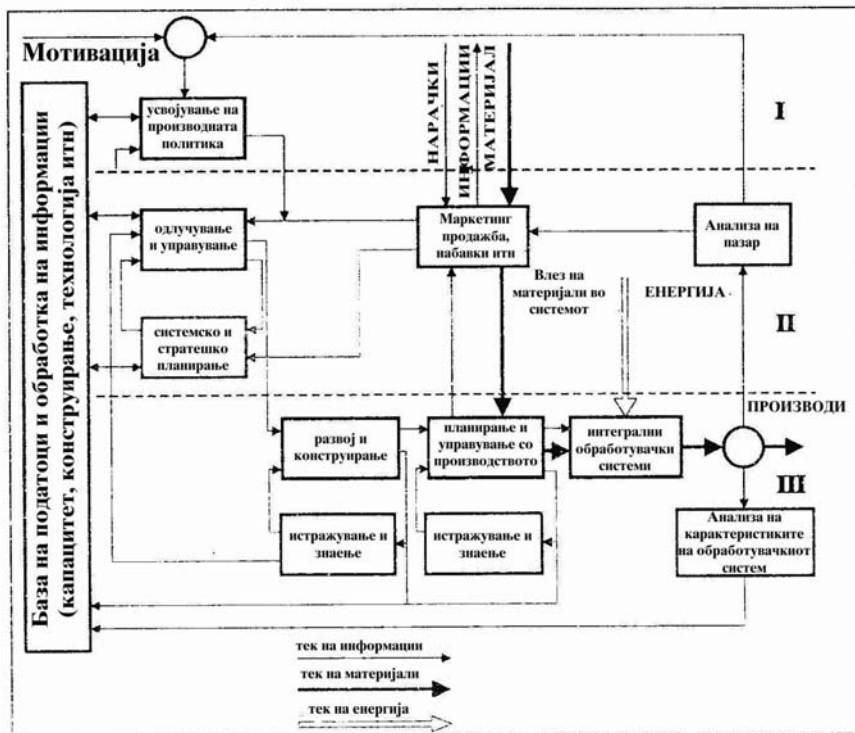 Мотивација
усвојување на
производната
политика
НАРАЧКИ
ИНФОРМАЦИИ
МАТЕРИЈАЛ
I
База на податоци и обработка на информации
(капацитет, конструирање, технологија итн)
одлучување
и управување
Маркетинг
продажба,
набавки итн
Анализа на
пазар
Влез на
материјали во
системот
ЕНЕРГИЈА
II
системско и
стратешко
планирање
ПРОИЗВОДИ
развој и
конструирање
планирање и
управување со
производството
интегрални
обработувачки
системи
III
истражување и
знаење
истражување и
знаење
Анализа на
карактеристиките
на обработувачкиот
систем
тек на информации
тек на материјали
тек на енергија